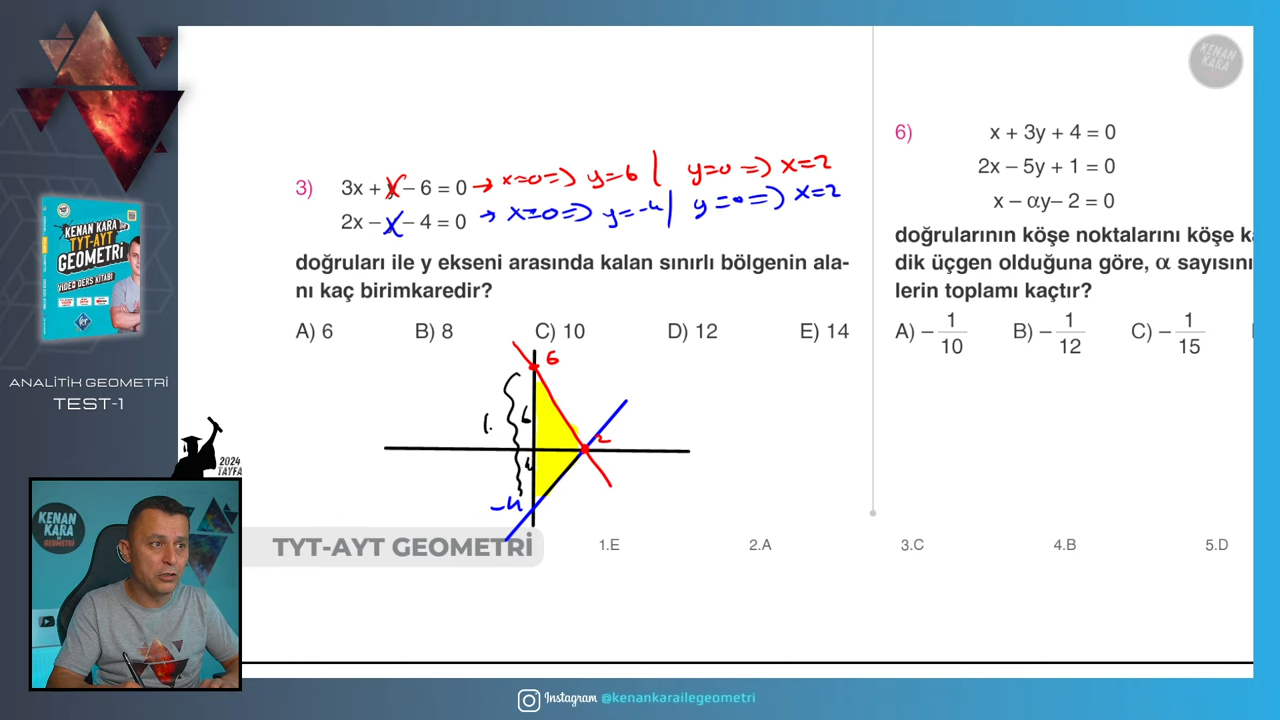 KENAN KARA
TYT-AYT
GEOMETRİ
VİDEO DERS KİTABI
ANALİTİK GEOMETRİ
TEST-1
2024
TAYFA
KENAN
KARA
GEOMETRİ
3) 3x + y – 6 = 0 → x=0 => y=6 | y=0 => x=2
2x – y – 4 = 0 → x=0 => y=-4 | y=0 => x=2
doğruları ile y ekseni arasında kalan sınırlı bölgenin ala-
nı kaç birimkaredir?
A) 6 B) 8 C) 10 D) 12 E) 14
6
6
2
4
-4
TYT-AYT GEOMETRİ
1.E 2.A 3.C 4.B 5.D
KENAN
KARA
6) x + 3y + 4 = 0
2x – 5y + 1 = 0
x – αy– 2 = 0
doğrularının köşe noktalarını köşe
dik üçgen olduğuna göre, α sayısını
lerin toplamı kaçtır?
A) – 1/10 B) – 1/12 C) – 1/15
Instagram @kenankarailegeometri